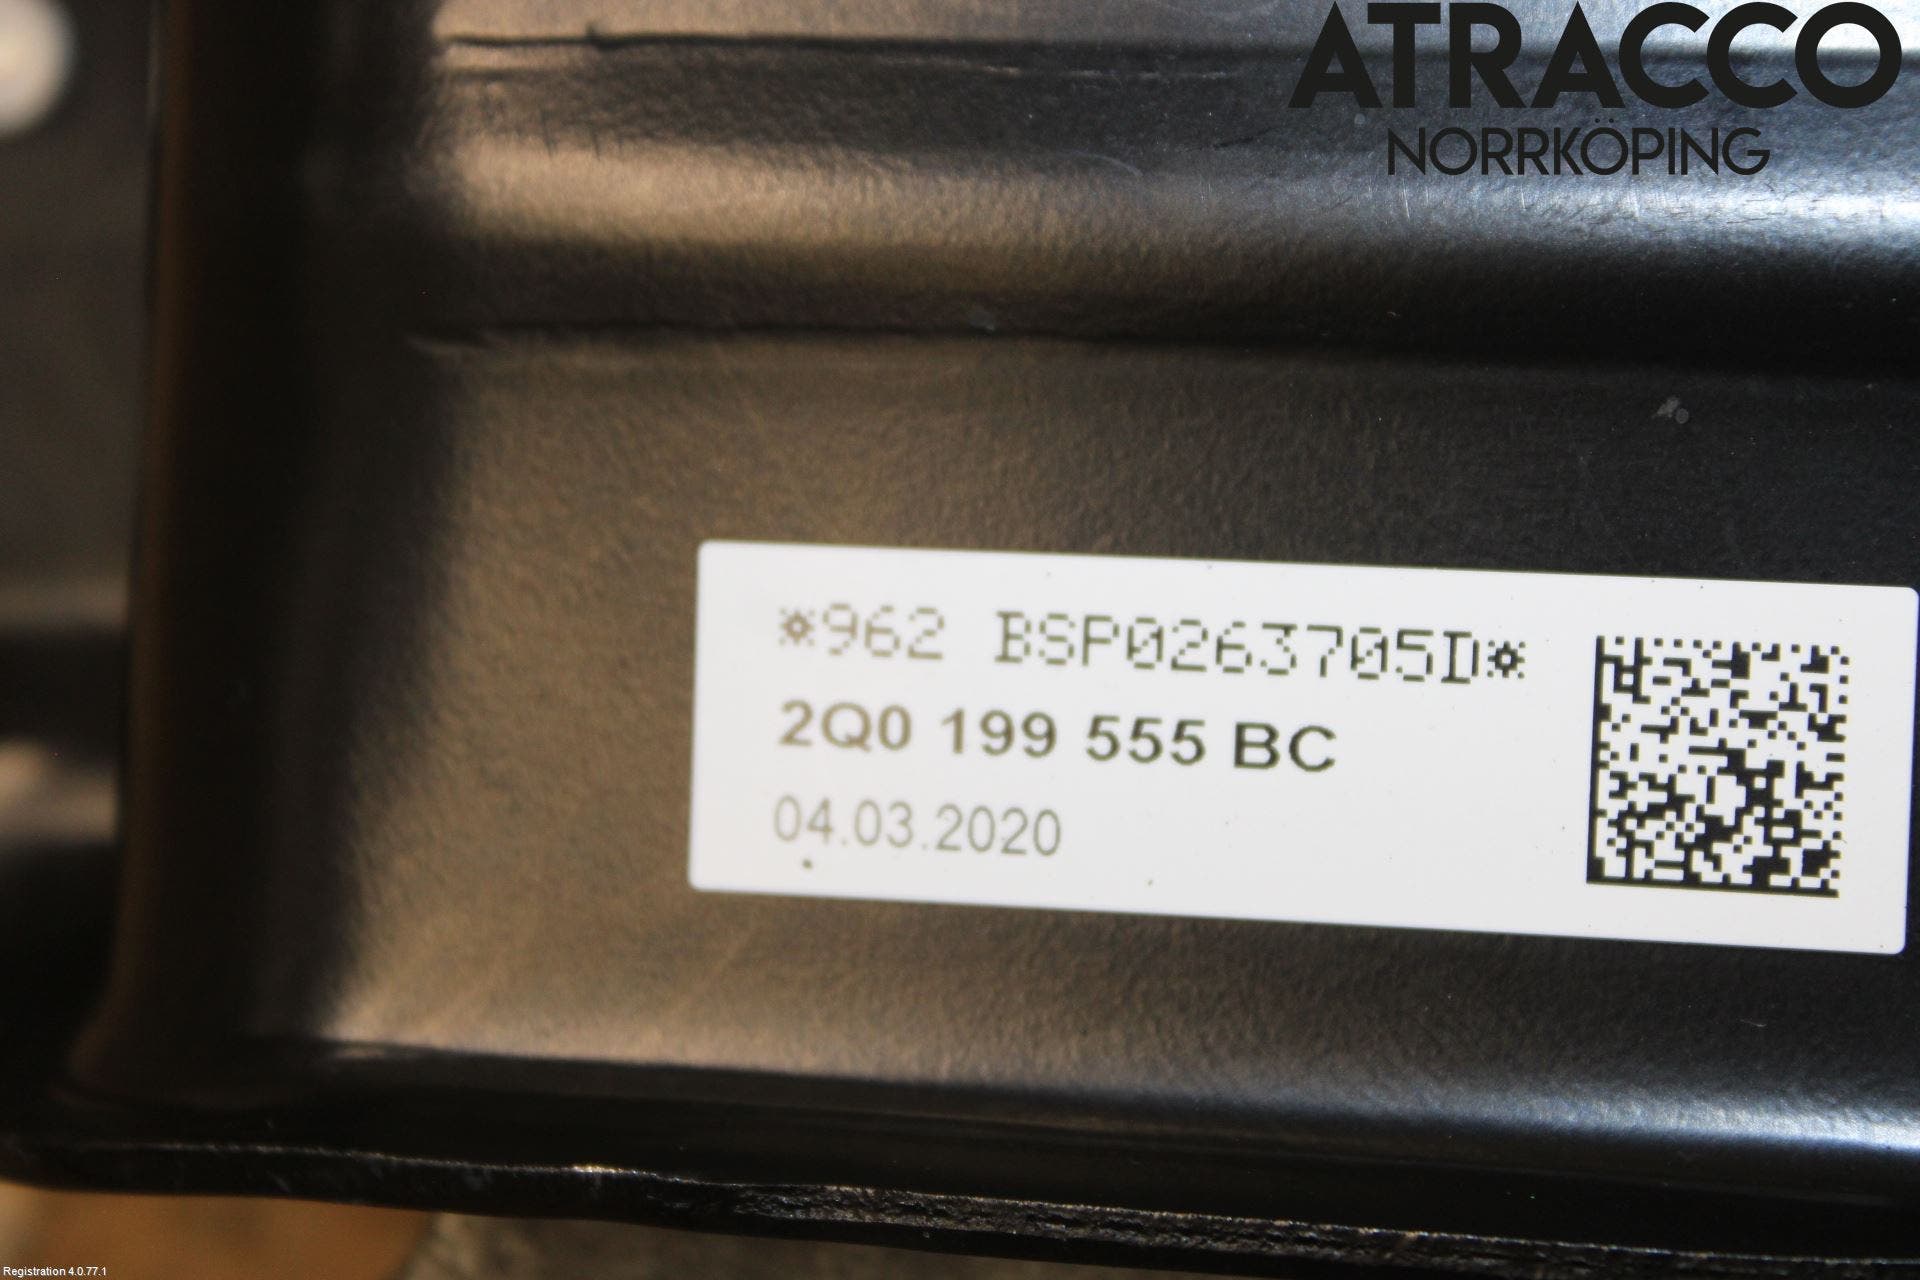 ATRACCO
NORRKÖPING
*962 BSP0263705D*
2Q0 199 555 BC
04.03.2020
Registration 4.0.77.1